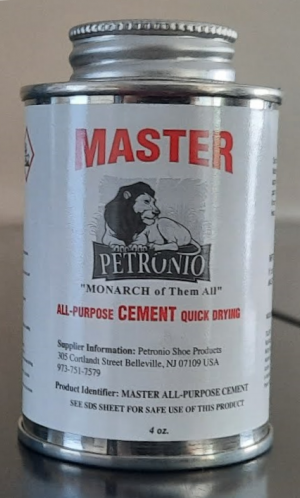 MASTER
PETRONIO
"MONARCH of Them All"
ALL-PURPOSE CEMENT QUICK DRYING
Supplier Information: Petronio Shoe Products
305 Cortlandt Street Belleville, NJ 07109 USA
973-751-7579
Product Identifier: MASTER ALL-PURPOSE CEMENT
SEE SDS SHEET FOR SAFE USE OF THIS PRODUCT
4 oz.